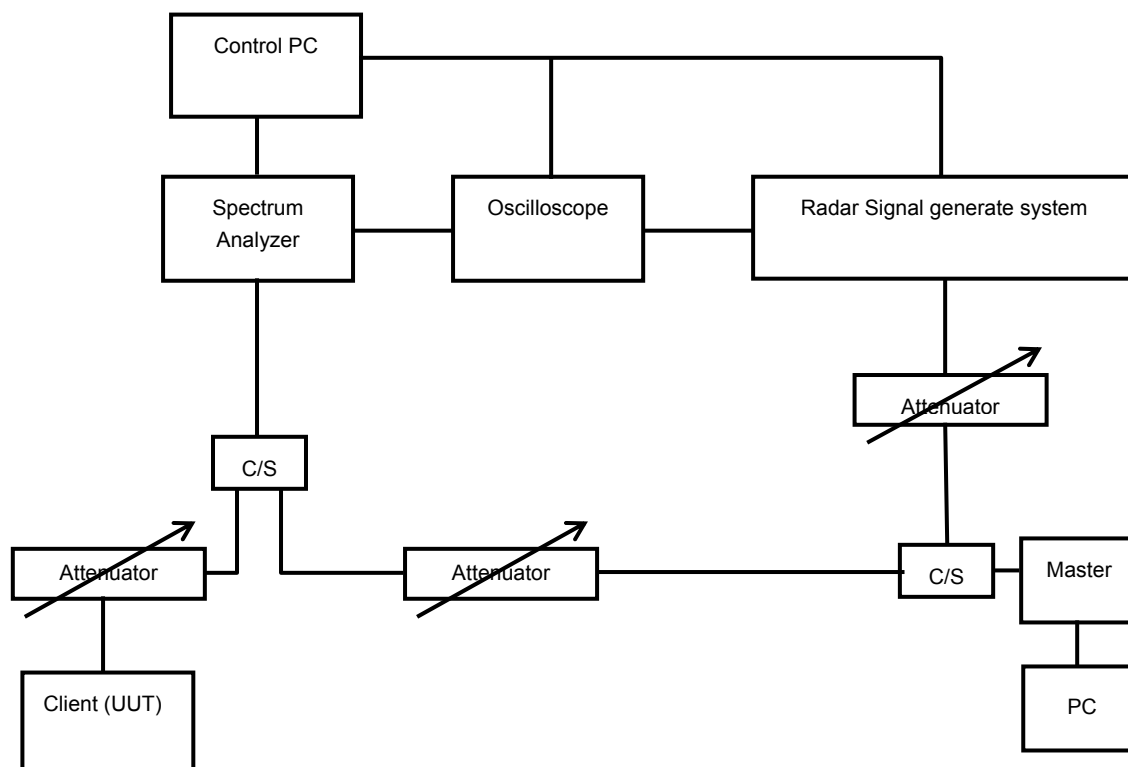 Control PC
Spectrum
Analyzer
Oscilloscope
Radar Signal generate system
Attenuator
C/S
Attenuator
Attenuator
C/S
Master
Client (UUT)
PC